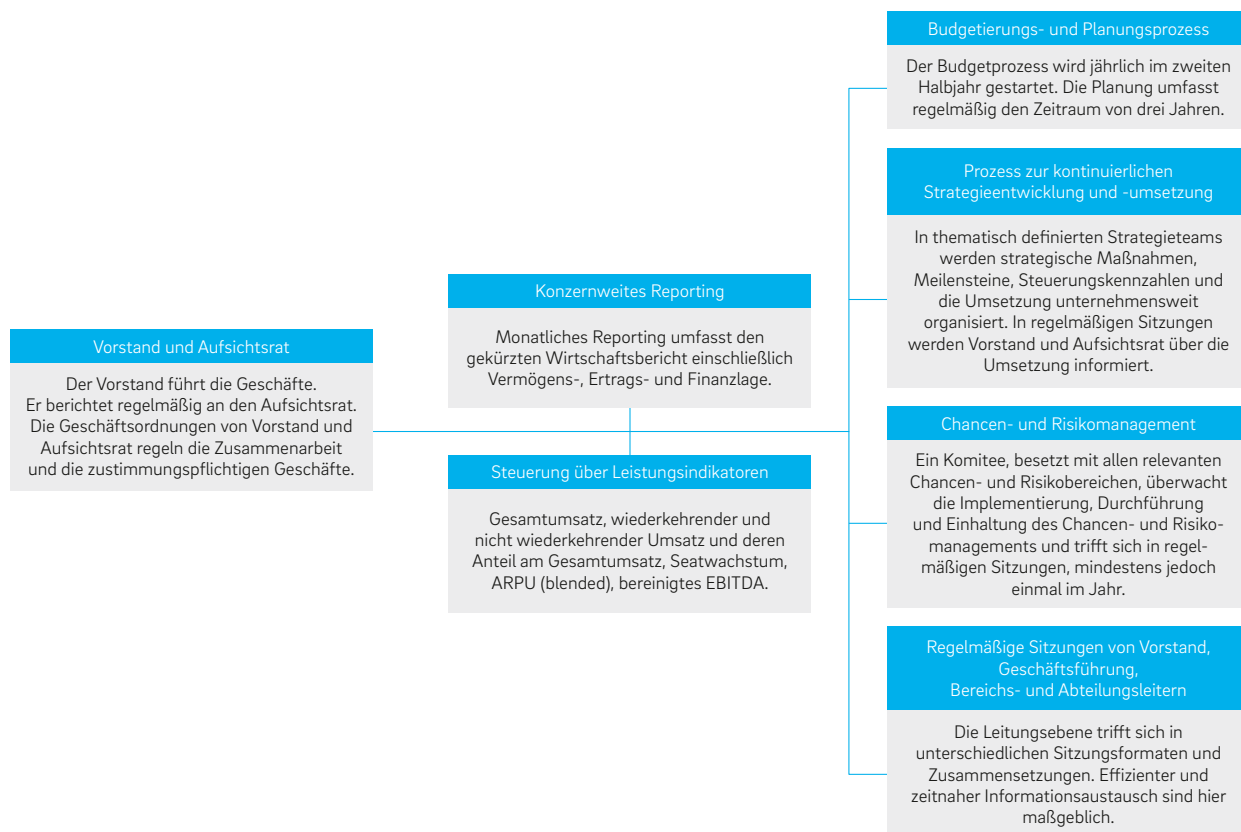 Vorstand und Aufsichtsrat
Der Vorstand führt die Geschäfte.
Er berichtet regelmäßig an den Aufsichtsrat.
Die Geschäftsordnungen von Vorstand und
Aufsichtsrat regeln die Zusammenarbeit
und die zustimmungspflichtigen Geschäfte.
Konzernweites Reporting
Monatliches Reporting umfasst den
gekürzten Wirtschaftsbericht einschließlich
Vermögens-, Ertrags- und Finanzlage.
Steuerung über Leistungsindikatoren
Gesamtumsatz, wiederkehrender und
nicht wiederkehrender Umsatz und deren
Anteil am Gesamtumsatz, Seatwachstum,
ARPU (blended), bereinigtes EBITDA.
Budgetierungs- und Planungsprozess
Der Budgetprozess wird jährlich im zweiten
Halbjahr gestartet. Die Planung umfasst
regelmäßig den Zeitraum von drei Jahren.
Prozess zur kontinuierlichen
Strategieentwicklung und -umsetzung
In thematisch definierten Strategieteams
werden strategische Maßnahmen,
Meilensteine, Steuerungskennzahlen und
die Umsetzung unternehmensweit
organisiert. In regelmäßigen Sitzungen
werden Vorstand und Aufsichtsrat über die
Umsetzung informiert.
Chancen- und Risikomanagement
Ein Komitee, besetzt mit allen relevanten
Chancen- und Risikobereichen, überwacht
die Implementierung, Durchführung
und Einhaltung des Chancen- und Risiko-
managements und trifft sich in regel-
mäßigen Sitzungen, mindestens jedoch
einmal im Jahr.
Regelmäßige Sitzungen von Vorstand,
Geschäftsführung,
Bereichs- und Abteilungsleitern
Die Leitungsebene trifft sich in
unterschiedlichen Sitzungsformaten und
Zusammensetzungen. Effizienter und
zeitnaher Informationsaustausch sind hier
maßgeblich.